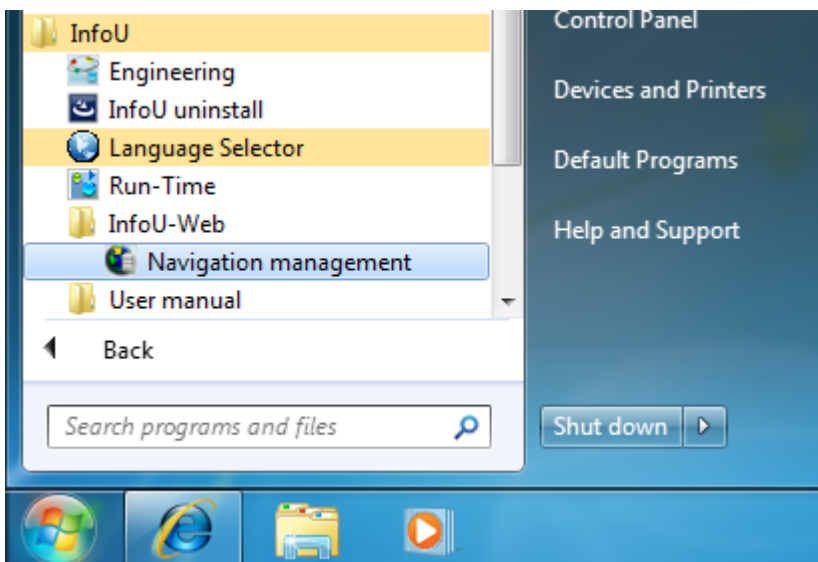 InfoU
Engineering
InfoU uninstall
Language Selector
Run-Time
InfoU-Web
Navigation management
User manual
Back
Search programs and files
Control Panel
Devices and Printers
Default Programs
Help and Support
Shut down